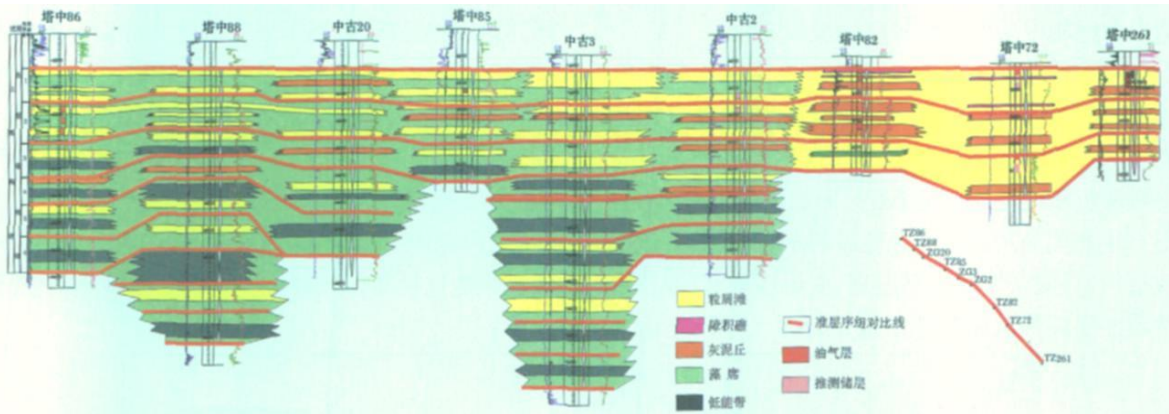 塔中86
塔中88
中古20
塔中85
中古3
中古2
塔中82
塔中72
塔中261
粒屑滩
障积礁
灰泥丘
藻席
低能带
准层序组对比线
油气层
推测储层
TZ86
TZ88
ZG20
TZ85
ZG3
ZG2
TZ82
TZ72
TZ261